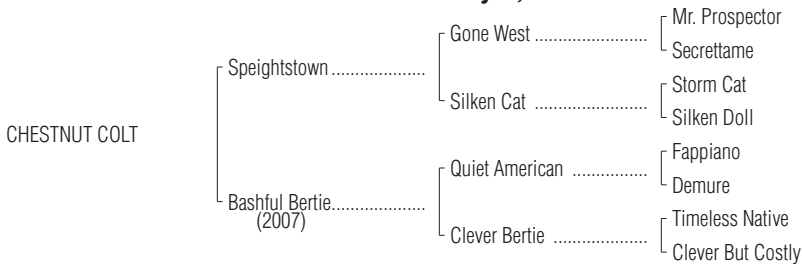 Mr. Prospector
Gone West ........................
Secrettame
Speightstown ....................
Storm Cat
Silken Cat ........................
Silken Doll
CHESTNUT COLT
Fappiano
Quiet American ................
Demure
Bashful Bertie....................
(2007)
Timeless Native
Clever Bertie ....................
Clever But Costly